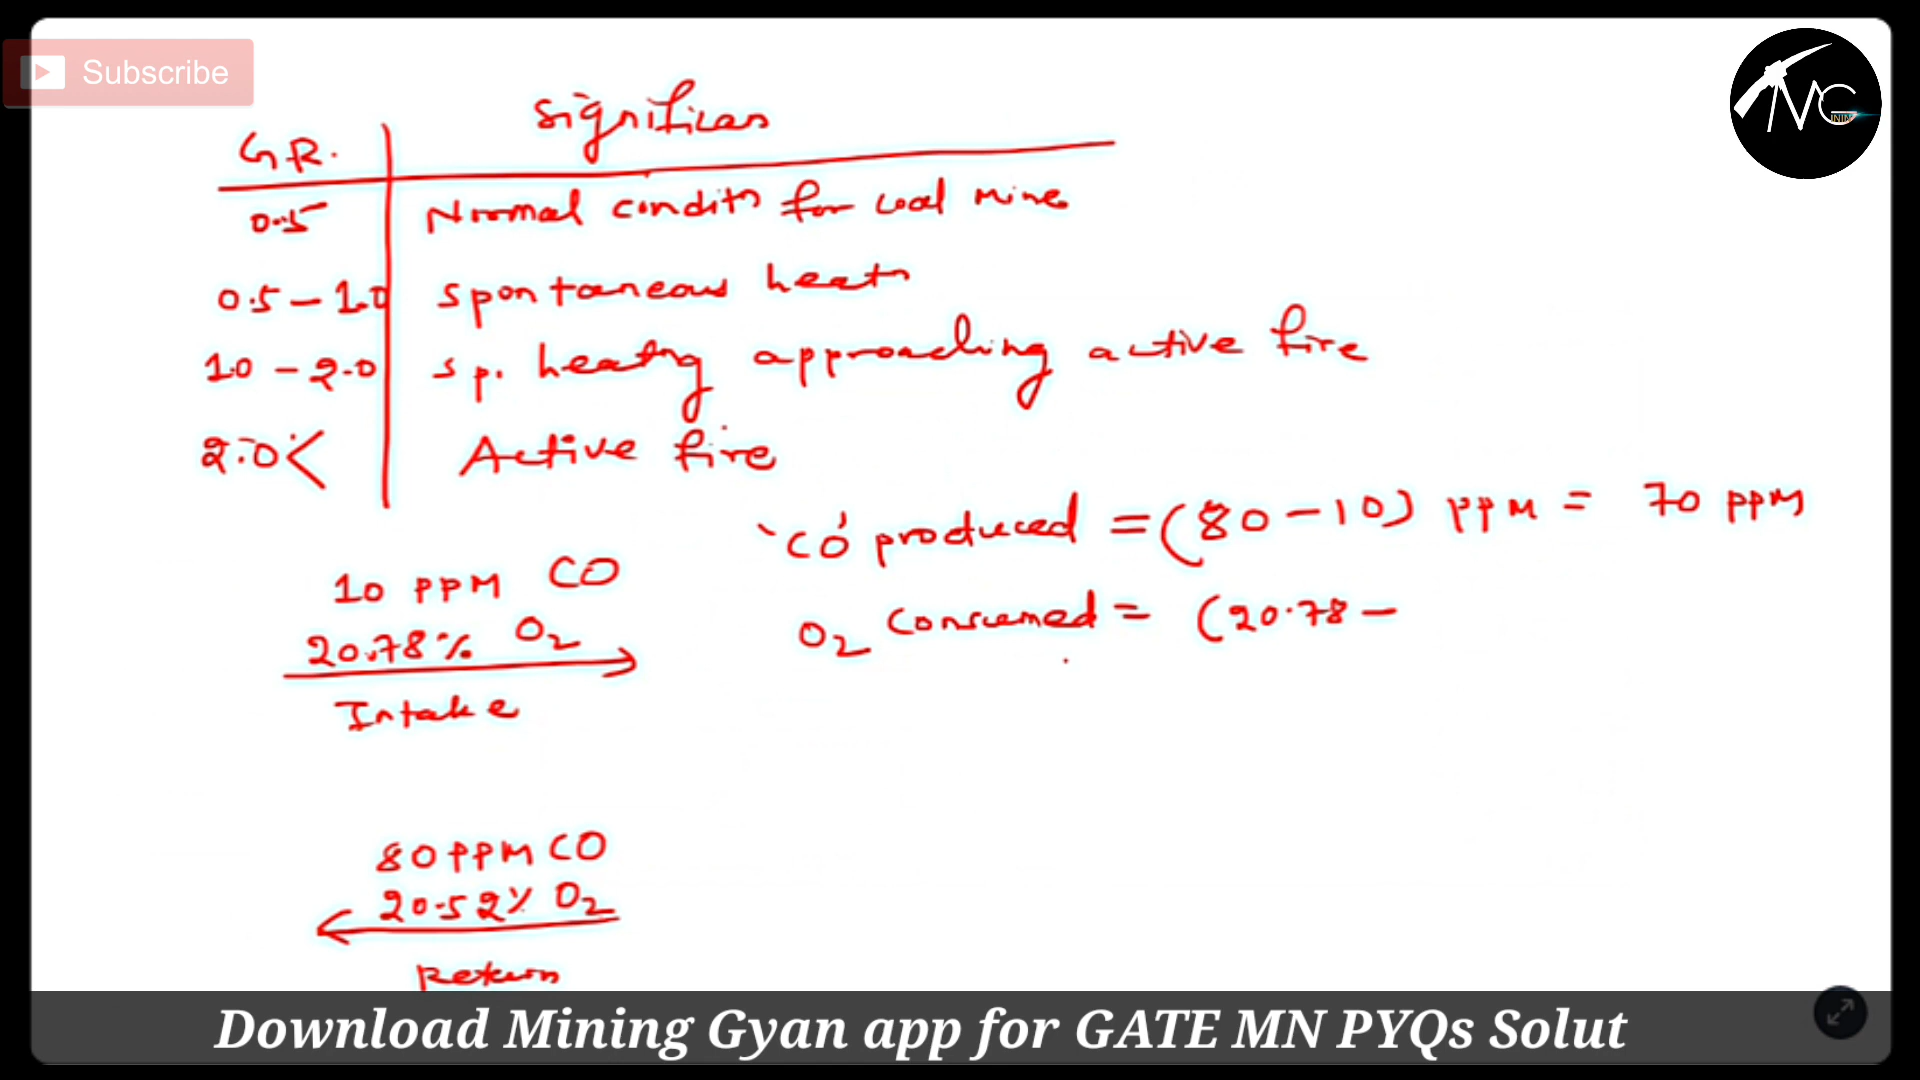 Subscribe
G R. Significan
0.5 Normal conditn for coal mine
0.5 - 1.0 spontaneous heatn
1.0 - 2.0 sp. heating approaching active fire
2.0 < Active fire
'CO' produced = (80 - 10) PPM = 70 PPM
10 PPM CO
20.78% O2
O2 Consumed = (20.78 -
Intake
80 PPM CO
20.52% O2
Return
Download Mining Gyan app for GATE MN PYQs Solut